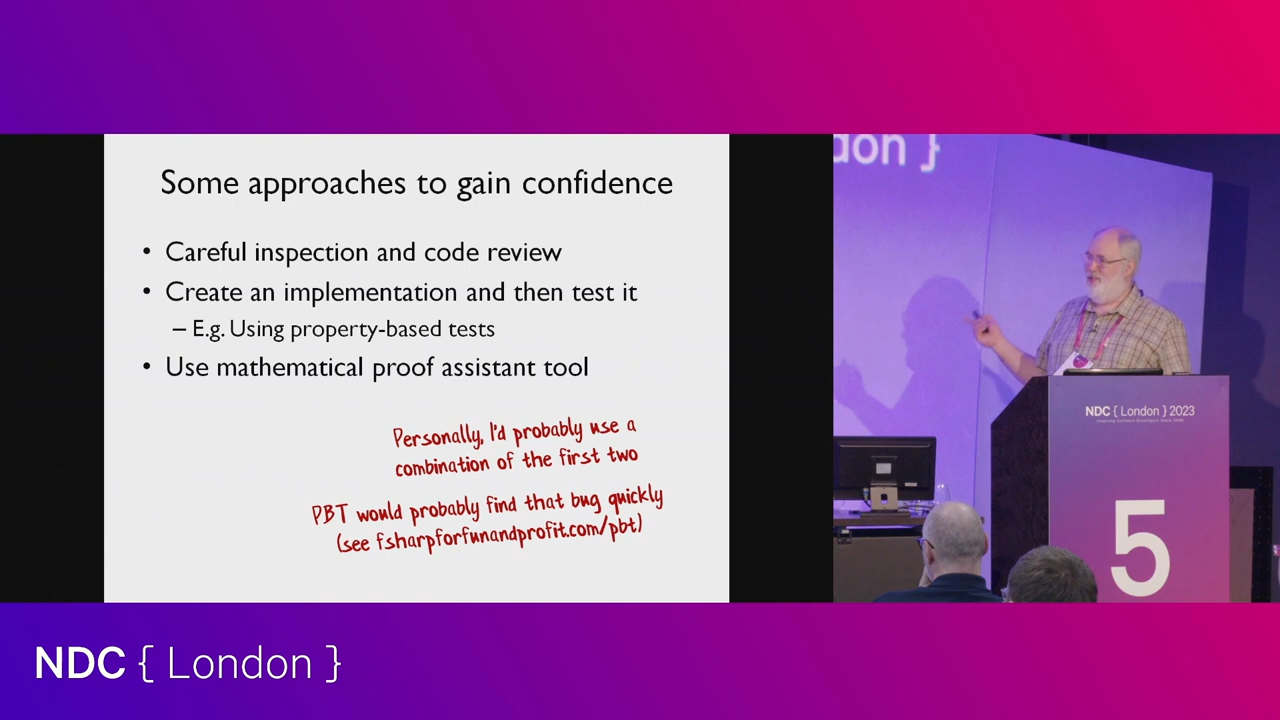 Some approaches to gain confidence
• Careful inspection and code review
• Create an implementation and then test it
– E.g. Using property-based tests
• Use mathematical proof assistant tool
Personally, I'd probably use a
combination of the first two
PBT would probably find that bug quickly
(see fsharpforfunandprofit.com/pbt)
don }
NDC { London } 2023
5
NDC { London }